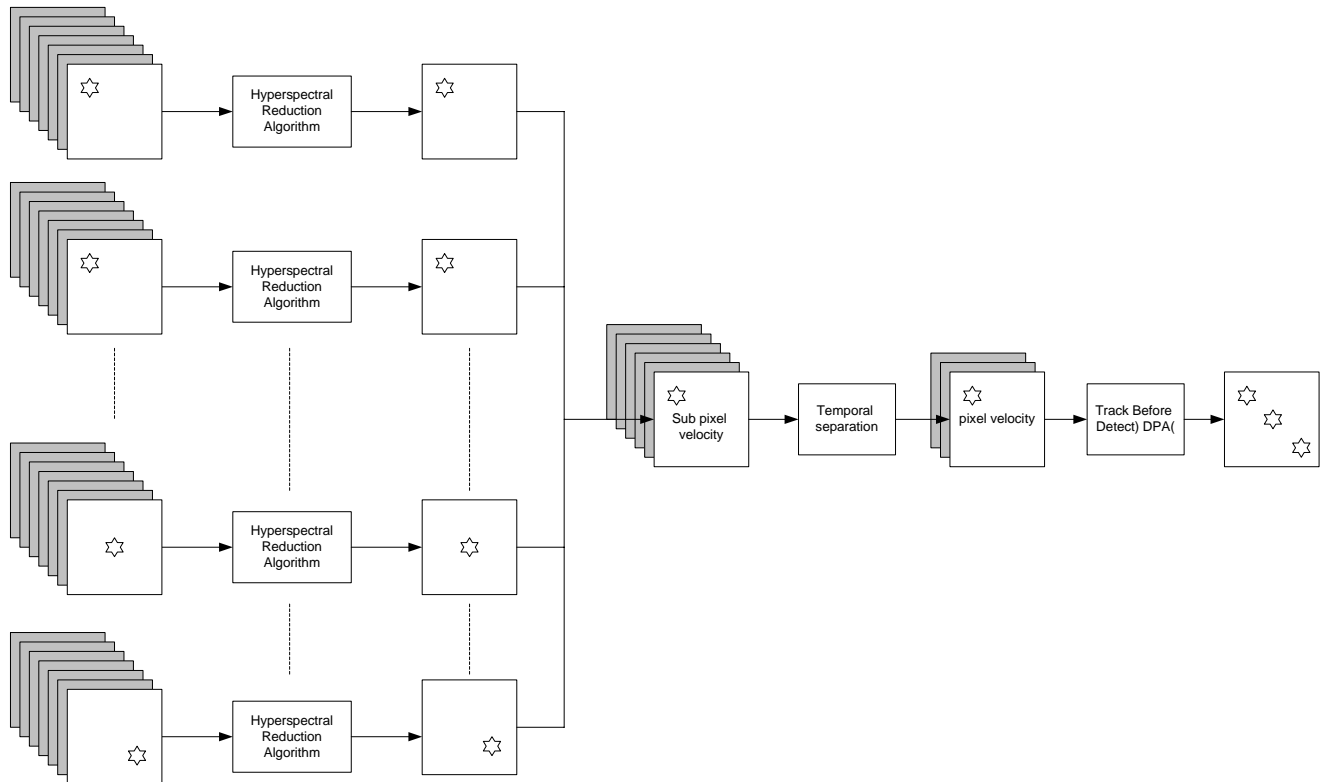 Hyperspectral
Reduction
Algorithm
Hyperspectral
Reduction
Algorithm
Sub pixel
velocity
Temporal
separation
pixel velocity
Track Before
Detect) DPA(
Hyperspectral
Reduction
Algorithm
Hyperspectral
Reduction
Algorithm